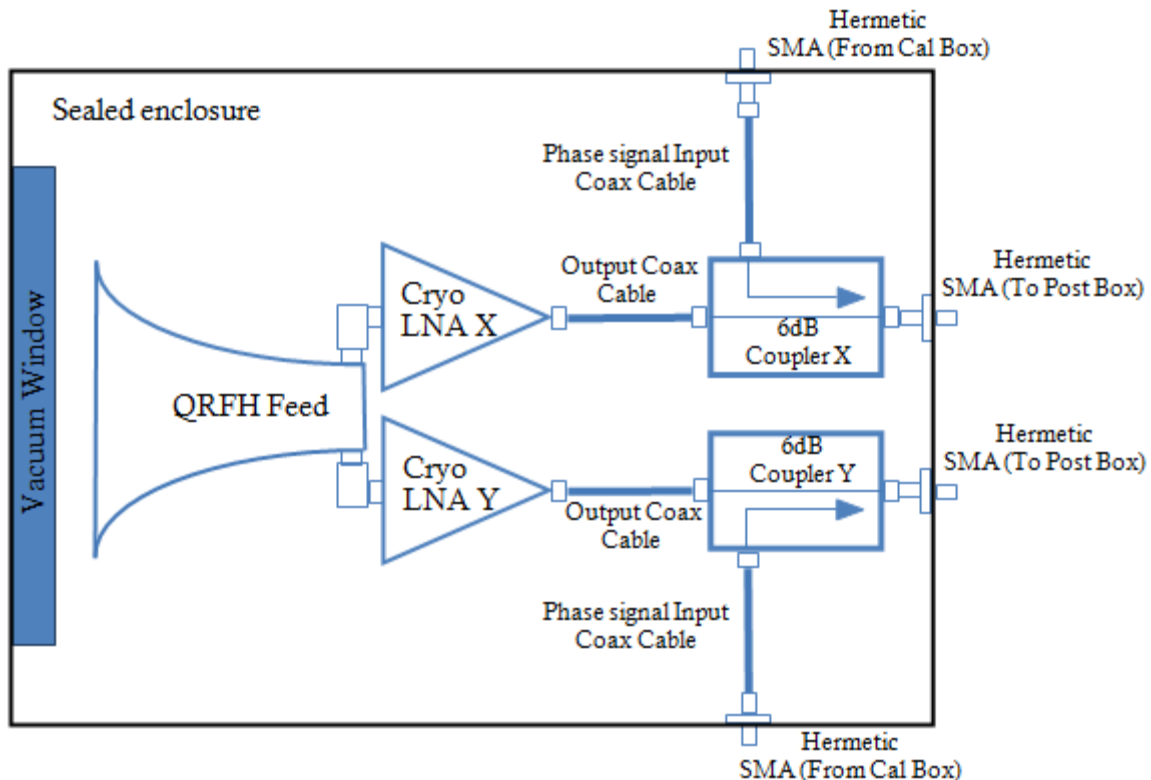 Hermetic
SMA (From Cal Box)
Sealed enclosure
Phase signal Input
Coax Cable
Output Coax
Cable
Hermetic
SMA (To Post Box)
Cryo
LNA X
6dB
Coupler X
Vacuum Window
QRFH Feed
Cryo
LNA Y
6dB
Coupler Y
Hermetic
SMA (To Post Box)
Output Coax
Cable
Phase signal Input
Coax Cable
Hermetic
SMA (From Cal Box)